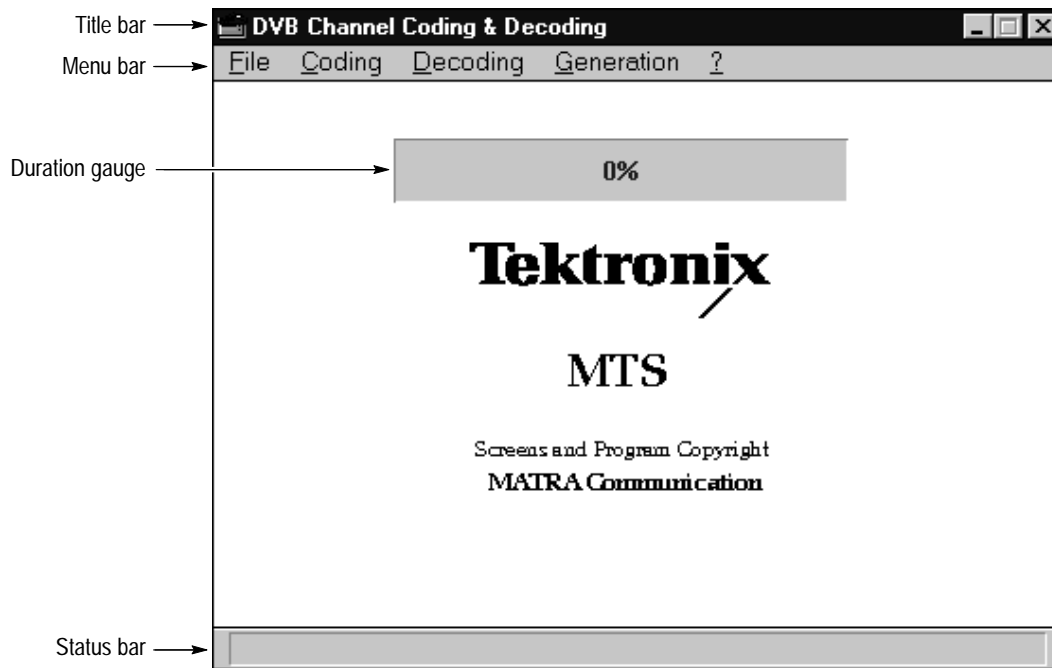 Title bar
DVB Channel Coding & Decoding
Menu bar
File Coding Decoding Generation ?
Duration gauge
0%
Tektronix
MTS
Screens and Program Copyright
MATRA Communication
Status bar